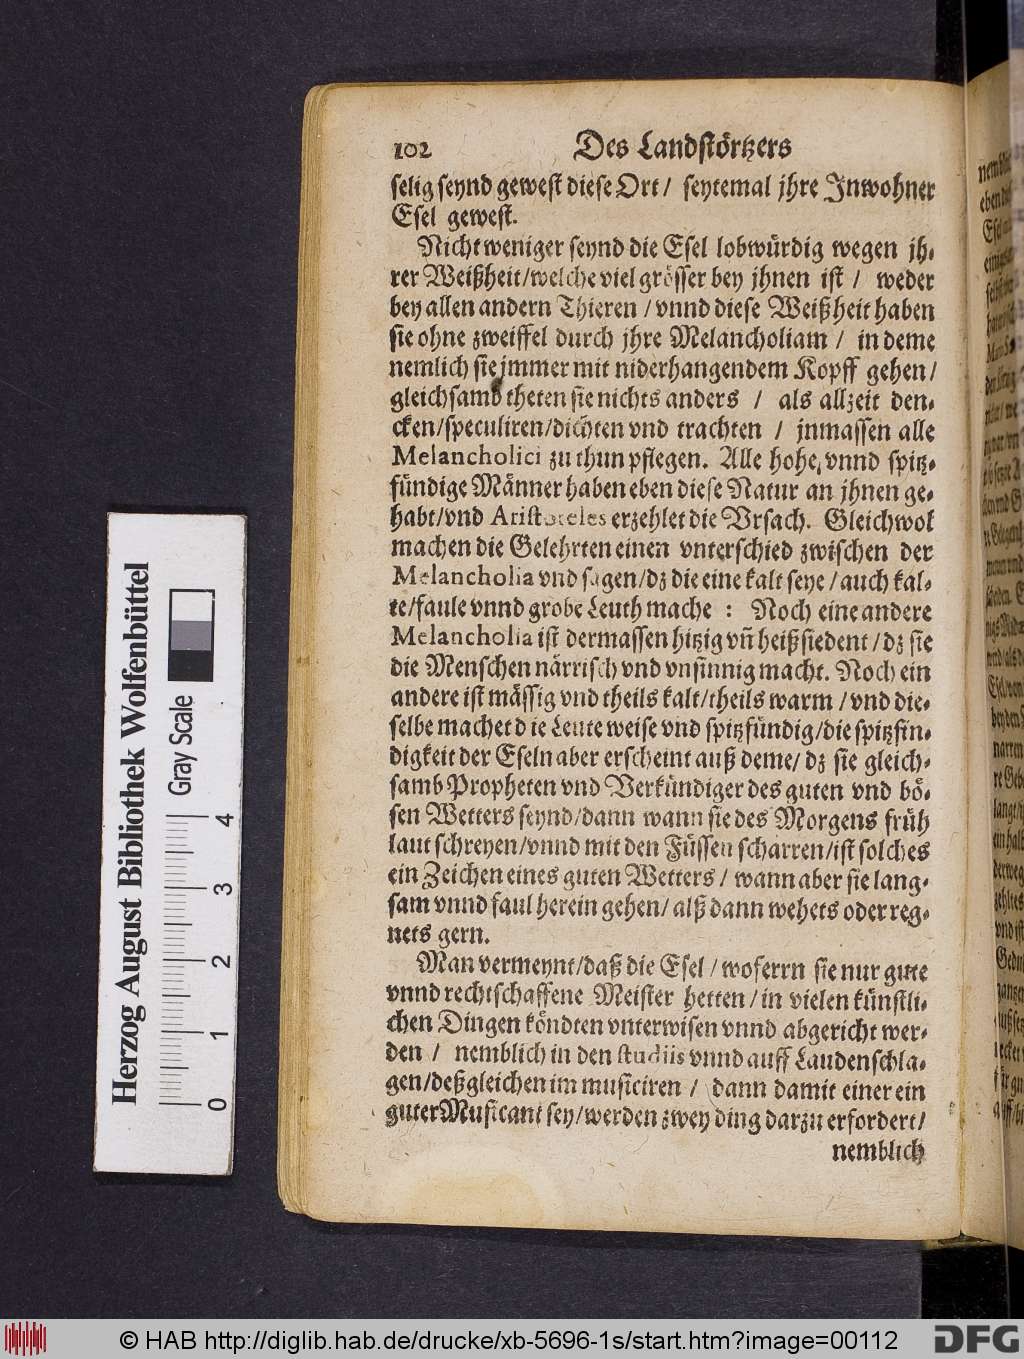 102 Des Landstörtzers
selig seynd gewest diese Ort / seytemal jhre Jnwohner
Esel gewest.
Nicht weniger seynd die Esel lobwürdig wegen jh-
rer Weißheit/welche viel grösser bey jhnen ist / weder
bey allen andern Thieren / vnnd diese Weißheit haben
sie ohne zweiffel durch jhre Melancholiam / in deme
nemlich sie jmmer mit niderhangendem Kopff gehen/
gleichsamb theten sie nichts anders / als allzeit den-
cken/speculiren/dichten vnd trachten / jnmassen alle
Melancholici zu thun pflegen. Alle hohe, vnnd spitz-
fündige Männer haben eben diese Natur an jhnen ge-
habt/vnd Aristoteles erzehlet die Vrsach. Gleichwol
machen die Gelehrten einen vnterschied zwischen der
Melancholia vnd sagen/dz die eine kalt seye/auch kal-
te/faule vnnd grobe Leuth mache : Noch eine andere
Melancholia ist dermassen hitzig vñ heiß siedent/dz sie
die Menschen närrisch vnd vnsinnig macht. Noch ein
andere ist mässig vnd theils kalt/theils warm / vnd die-
selbe machet die Leute weise vnd spitzfündig/die spitzfin-
digkeit der Eseln aber erscheint auß deme/ dz sie gleich-
samb Propheten vnd Verkündiger des guten vnd bö-
sen Wetters seynd/dann wann sie des Morgens früh
laut schreyen/vnnd mit den Füssen scharren/ist solches
ein Zeichen eines guten Wetters / wann aber sie lang-
sam vnnd faul herein gehen/ alß dann wehets oder reg-
nets gern.
Man vermeynt/daß die Esel / woferrn sie nur gute
vnnd rechtschaffene Meister hetten / in vielen künstli-
chen Dingen köndten vnterwisen vnnd abgericht wer-
den / nemblich in den studiis vnnd auff Lautenschla-
gen/deßgleichen im musiciren / dann damit einer ein
guter Musicant sey/werden zwey ding darzu erfordert/
nemblich
Herzog August Bibliothek Wolfenbüttel
Gray Scale
0 1 2 3 4
© HAB http://diglib.hab.de/drucke/xb-5696-1s/start.htm?image=00112
DFG